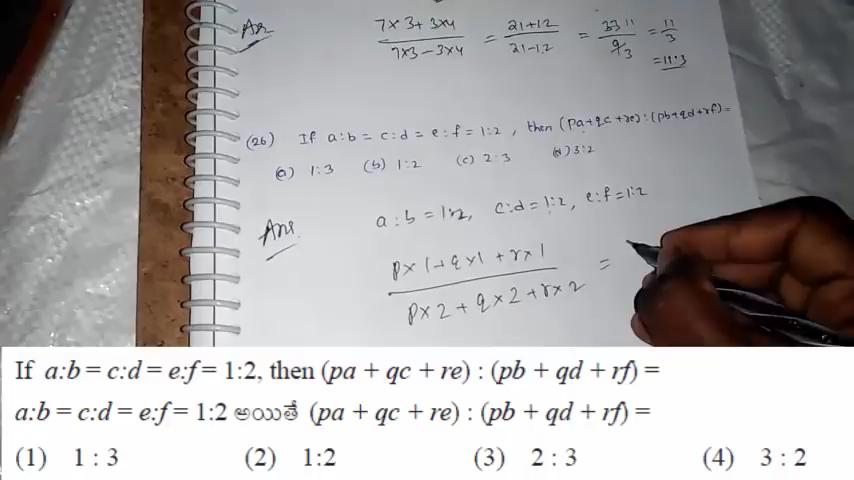 Ans 7×3+3×4 / 7×3-3×4 = 21+12 / 21-12 = 33 11 / 9 3 = 11 / 3
= 11:3
(26) If a:b = c:d = e:f = 1:2, then (pa+qc+re):(pb+qd+rf)=
(a) 1:3 (b) 1:2 (c) 2:3 (d) 3:2
Ans a:b = 1:2, c:d = 1:2, e:f = 1:2
p×1+q×1+r×1 / p×2+q×2+r×2 =
If a:b = c:d = e:f = 1:2, then (pa + qc + re) : (pb + qd + rf) =
a:b = c:d = e:f = 1:2 అయితే (pa + qc + re) : (pb + qd + rf) =
(1) 1 : 3 (2) 1:2 (3) 2 : 3 (4) 3 : 2